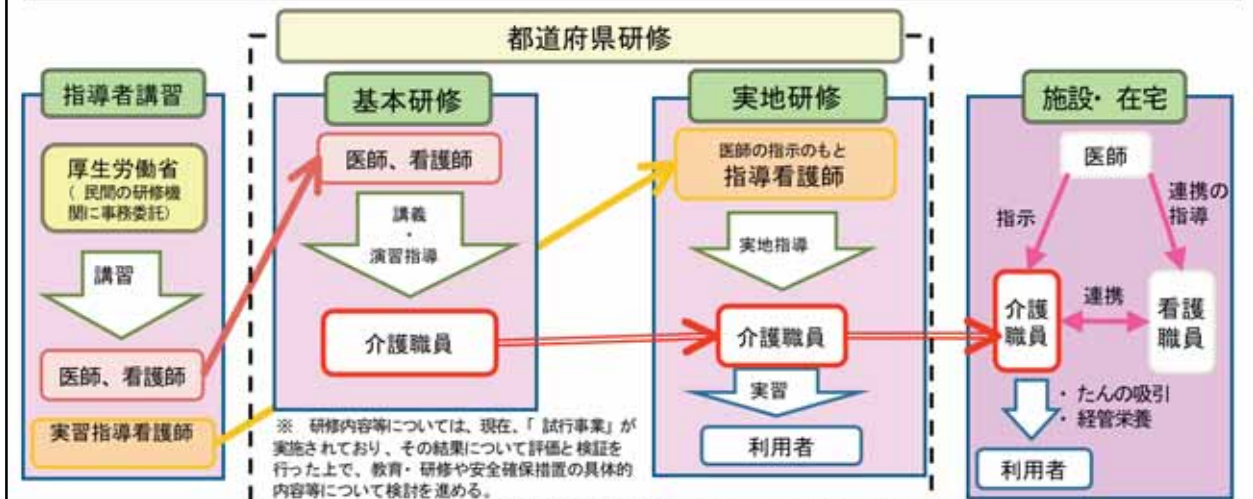 都道府県研修
指導者講習
厚生労働省
( 民間の研修機
関に事務委託)
講習
医師、看護師
実習指導看護師
基本研修
医師、看護師
講義
・
演習指導
介護職員
※ 研修内容等については、現在、「 試行事業」が
実施されており、その結果について評価と検証を
行った上で、教育・ 研修や安全確保措置の具体的
内容等について検討を進める。
実地研修
医師の指示のもと
指導看護師
実地指導
介護職員
実習
利用者
施設・ 在宅
医師
指示
連携の
指導
介護
職員
連携
看護
職員
・ たんの吸引
・ 経管栄養
利用者